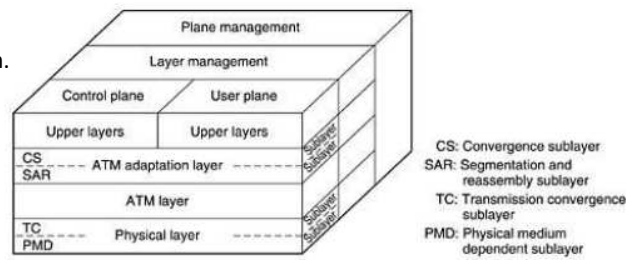 Plane management
Layer management
Control plane User plane
Upper layers Upper layers
CS
ATM adaptation layer
SAR
ATM layer
TC
Physical layer
PMD
Sublayer
Sublayer
Sublayer
Sublayer
CS: Convergence sublayer
SAR: Segmentation and
reassembly sublayer
TC: Transmission convergence
sublayer
PMD: Physical medium
dependent sublayer